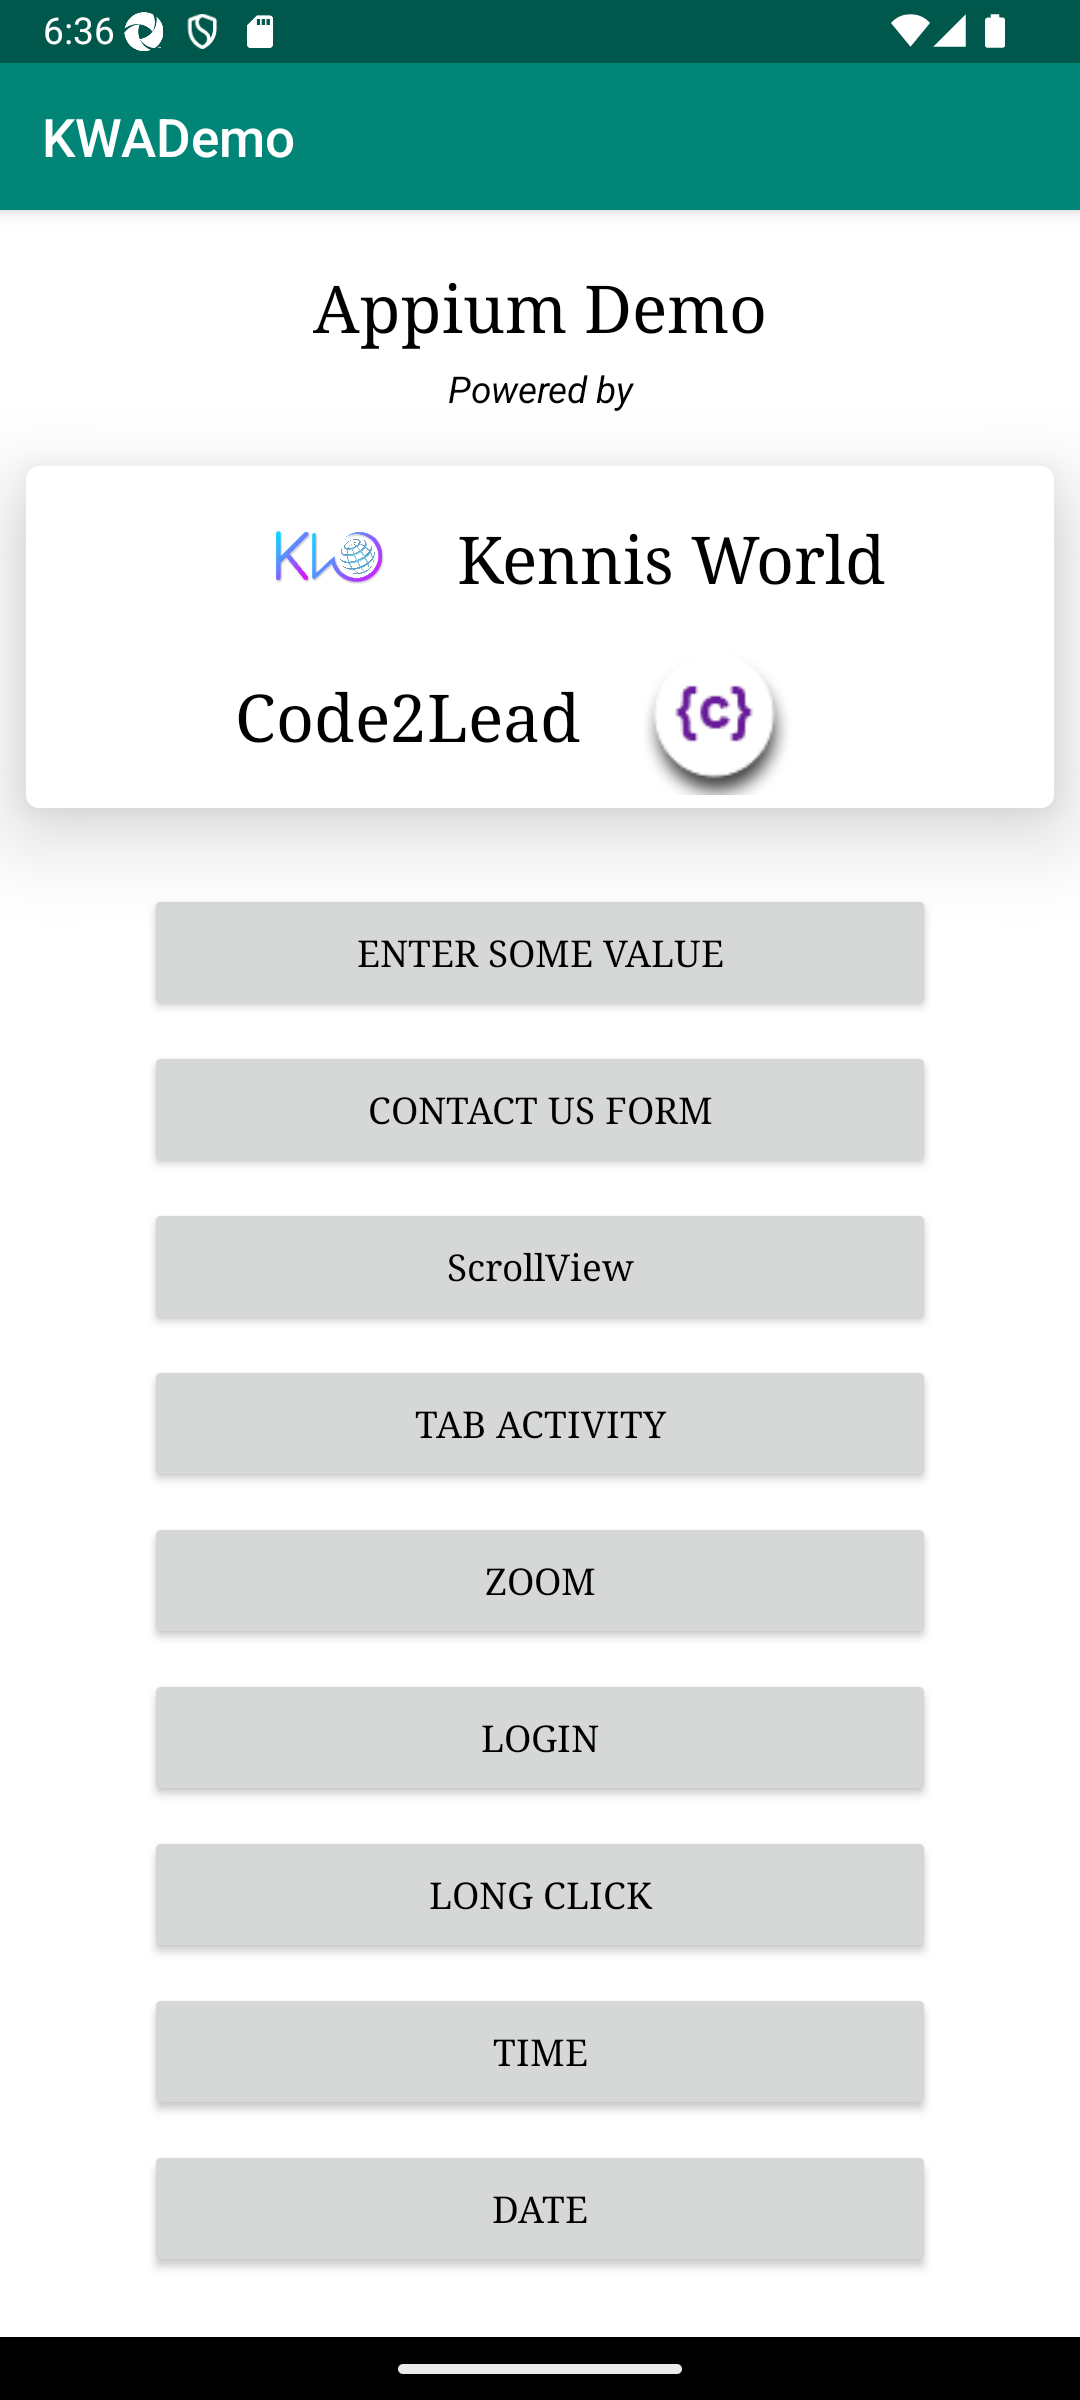 6:36
KWADemo
Appium Demo
Powered by
KW Kennis World
Code2Lead {c}
ENTER SOME VALUE
CONTACT US FORM
ScrollView
TAB ACTIVITY
ZOOM
LOGIN
LONG CLICK
TIME
DATE